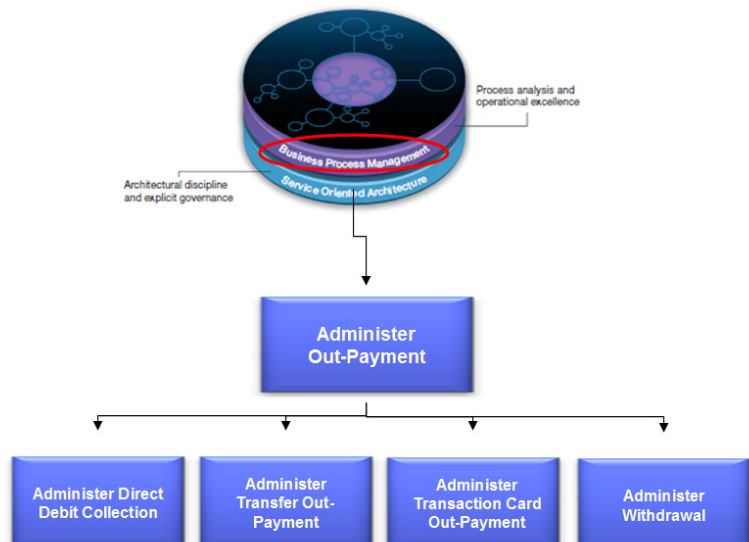 Process analysis and
operational excellence
Business Process Management
Architectural discipline
and explicit governance
Service Oriented Architecture
Administer
Out-Payment
Administer Direct
Debit Collection
Administer
Transfer Out-
Payment
Administer
Transaction Card
Out-Payment
Administer
Withdrawal